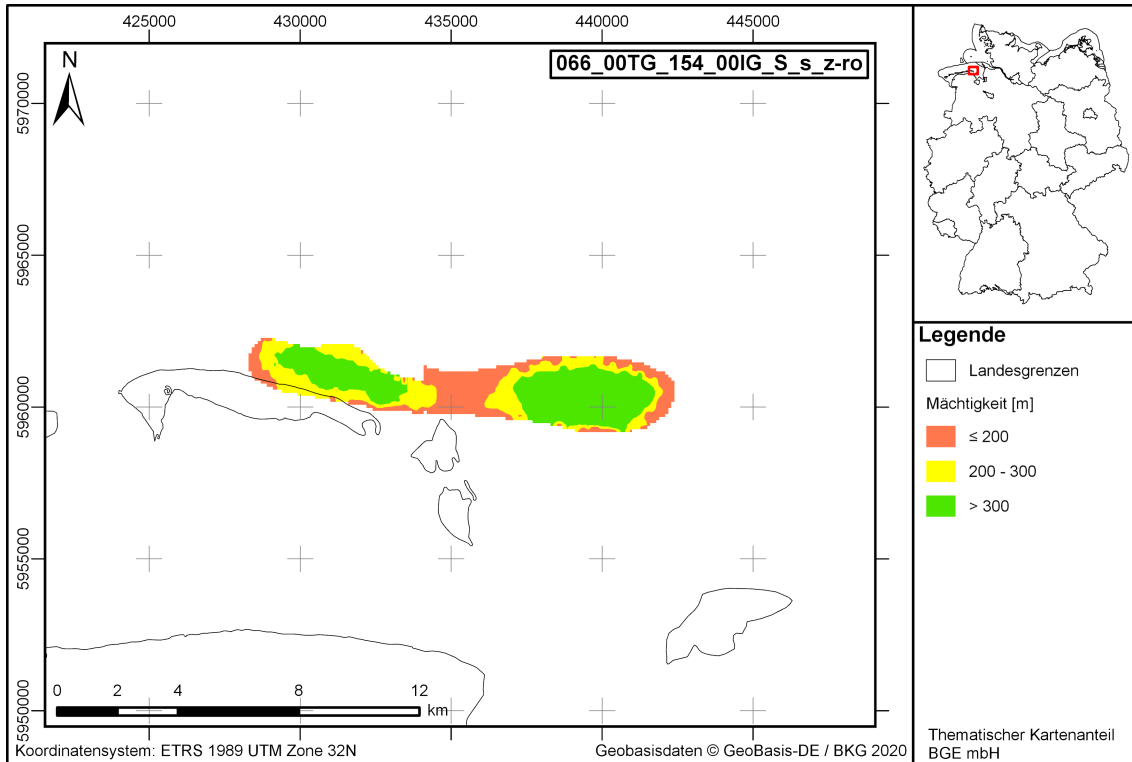 425000 430000 435000 440000 445000
N
066_00TG_154_00IG_S_s_z-ro
5970000
5965000
5960000
5955000
5950000
0 2 4 8 12
km
Koordinatensystem: ETRS 1989 UTM Zone 32N
Geobasisdaten © GeoBasis-DE / BKG 2020
Legende
Landesgrenzen
Mächtigkeit [m]
≤ 200
200 - 300
> 300
Thematischer Kartenanteil
BGE mbH